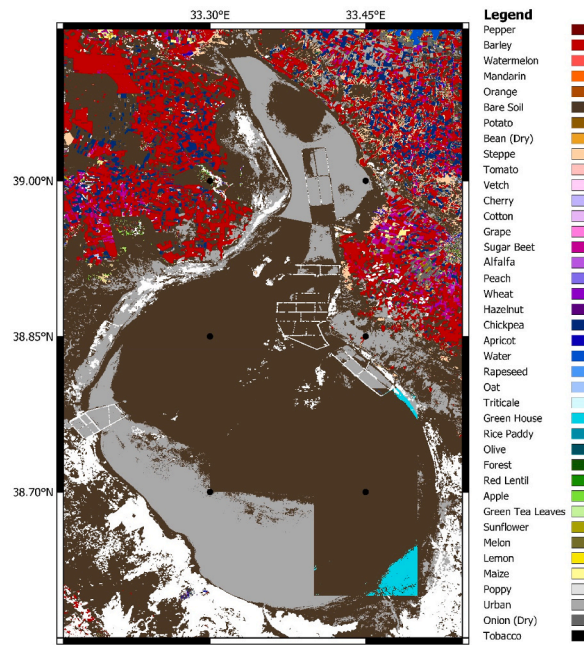 33.30°E
33.45°E
39.00°N
38.85°N
38.70°N
Legend
Pepper
Barley
Watermelon
Mandarin
Orange
Bare Soil
Potato
Bean (Dry)
Steppe
Tomato
Vetch
Cherry
Cotton
Grape
Sugar Beet
Alfalfa
Peach
Wheat
Hazelnut
Chickpea
Apricot
Water
Rapeseed
Oat
Triticale
Green House
Rice Paddy
Olive
Forest
Red Lentil
Apple
Green Tea Leaves
Sunflower
Melon
Lemon
Maize
Poppy
Urban
Onion (Dry)
Tobacco